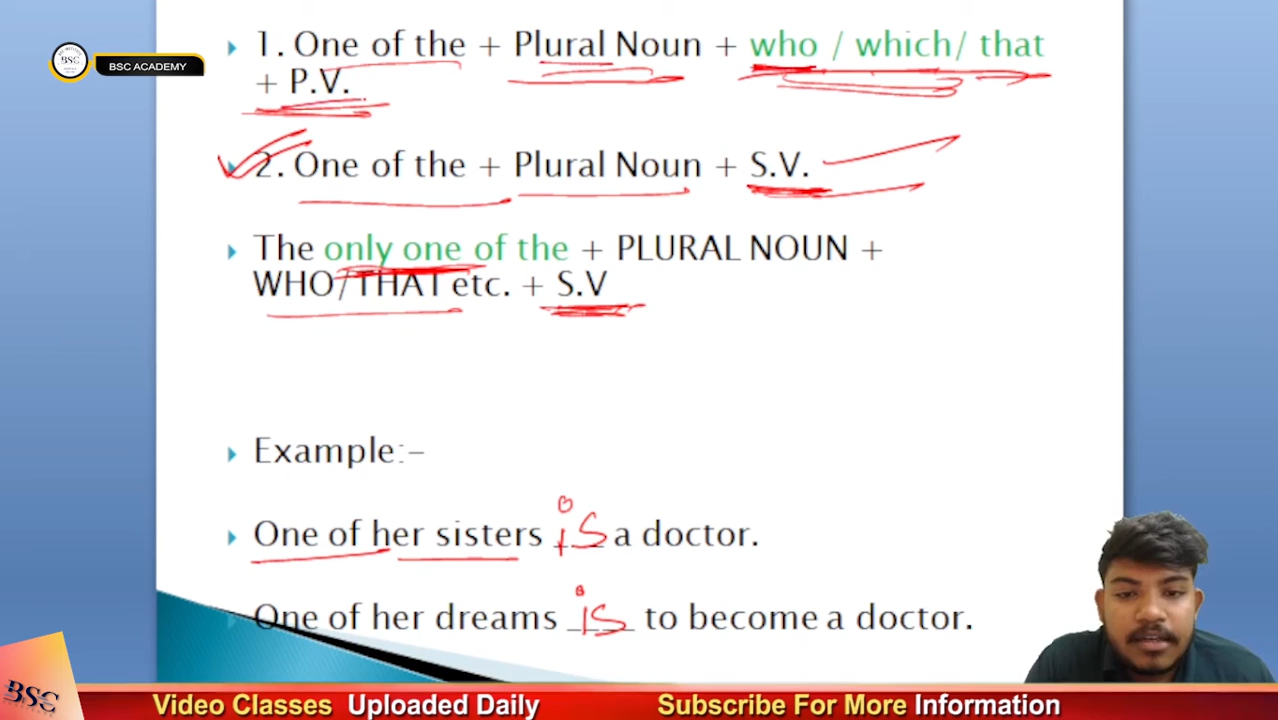 BSC
BSC ACADEMY
1. One of the + Plural Noun + who / which/ that
+ P.V.
2. One of the + Plural Noun + S.V.
The only one of the + PLURAL NOUN +
WHO/THAT etc. + S.V
Example:-
One of her sisters is a doctor.
One of her dreams is to become a doctor.
BSC
Video Classes Uploaded Daily Subscribe For More Information